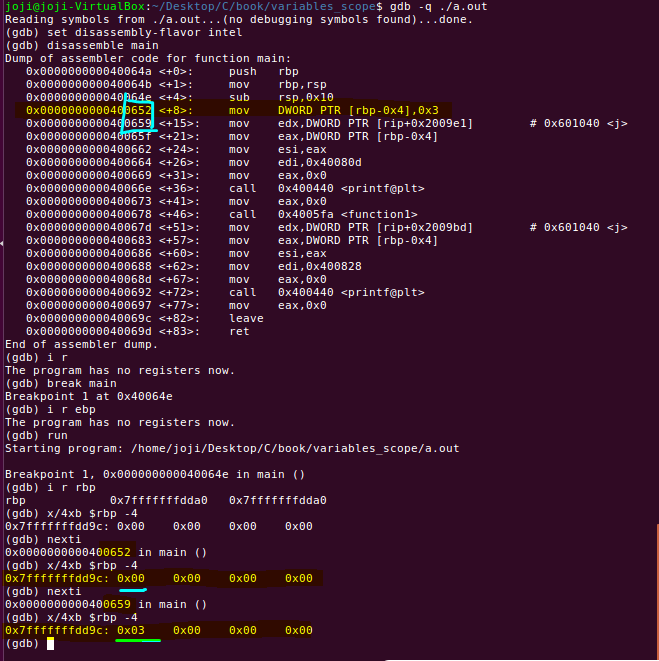 joji@joji-VirtualBox:~/Desktop/C/book/variables_scope$ gdb -q ./a.out
Reading symbols from ./a.out...(no debugging symbols found)...done.
(gdb) set disassembly-flavor intel
(gdb) disassemble main
Dump of assembler code for function main:
   0x000000000040064a <+0>:     push   rbp
   0x000000000040064b <+1>:     mov    rbp,rsp
   0x000000000040064e <+4>:     sub    rsp,0x10
   0x0000000000400652 <+8>:     mov    DWORD PTR [rbp-0x4],0x3
   0x0000000000400659 <+15>:    mov    edx,DWORD PTR [rip+0x2009e1]        # 0x601040 <j>
   0x000000000040065f <+21>:    mov    eax,DWORD PTR [rbp-0x4]
   0x0000000000400662 <+24>:    mov    esi,eax
   0x0000000000400664 <+26>:    mov    edi,0x40080d
   0x0000000000400669 <+31>:    mov    eax,0x0
   0x000000000040066e <+36>:    call   0x400440 <printf@plt>
   0x0000000000400673 <+41>:    mov    eax,0x0
   0x0000000000400678 <+46>:    call   0x4005fa <function1>
   0x000000000040067d <+51>:    mov    edx,DWORD PTR [rip+0x2009bd]        # 0x601040 <j>
   0x0000000000400683 <+57>:    mov    eax,DWORD PTR [rbp-0x4]
   0x0000000000400686 <+60>:    mov    esi,eax
   0x0000000000400688 <+62>:    mov    edi,0x400828
   0x000000000040068d <+67>:    mov    eax,0x0
   0x0000000000400692 <+72>:    call   0x400440 <printf@plt>
   0x0000000000400697 <+77>:    mov    eax,0x0
   0x000000000040069c <+82>:    leave
   0x000000000040069d <+83>:    ret
End of assembler dump.
(gdb) i r
The program has no registers now.
(gdb) break main
Breakpoint 1 at 0x40064e
(gdb) i r ebp
The program has no registers now.
(gdb) run
Starting program: /home/joji/Desktop/C/book/variables_scope/a.out

Breakpoint 1, 0x000000000040064e in main ()
(gdb) i r rbp
rbp            0x7fffffffdda0   0x7fffffffdda0
(gdb) x/4xb $rbp -4
0x7fffffffdd9c: 0x00    0x00    0x00    0x00
(gdb) nexti
0x0000000000400652 in main ()
(gdb) x/4xb $rbp -4
0x7fffffffdd9c: 0x00    0x00    0x00    0x00
(gdb) nexti
0x0000000000400659 in main ()
(gdb) x/4xb $rbp -4
0x7fffffffdd9c: 0x03    0x00    0x00    0x00
(gdb)